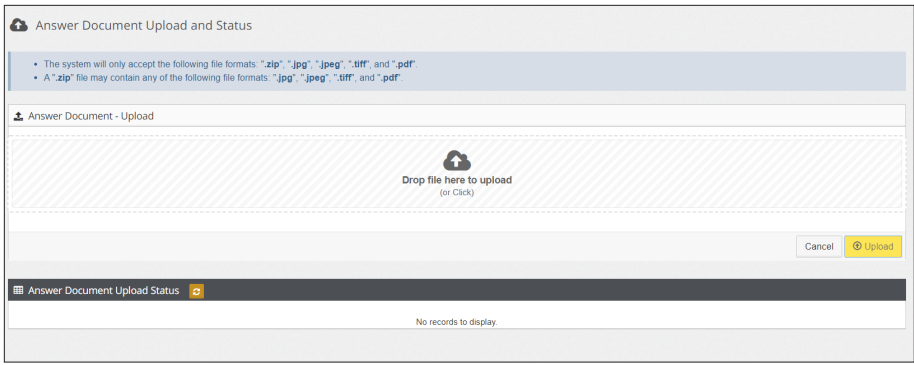 Answer Document Upload and Status
• The system will only accept the following file formats: ".zip", ".jpg", ".jpeg", ".tiff", and ".pdf".
• A ".zip" file may contain any of the following file formats: ".jpg", ".jpeg", ".tiff", and ".pdf".
Answer Document - Upload
Drop file here to upload
(or Click)
Cancel
Upload
Answer Document Upload Status
No records to display.